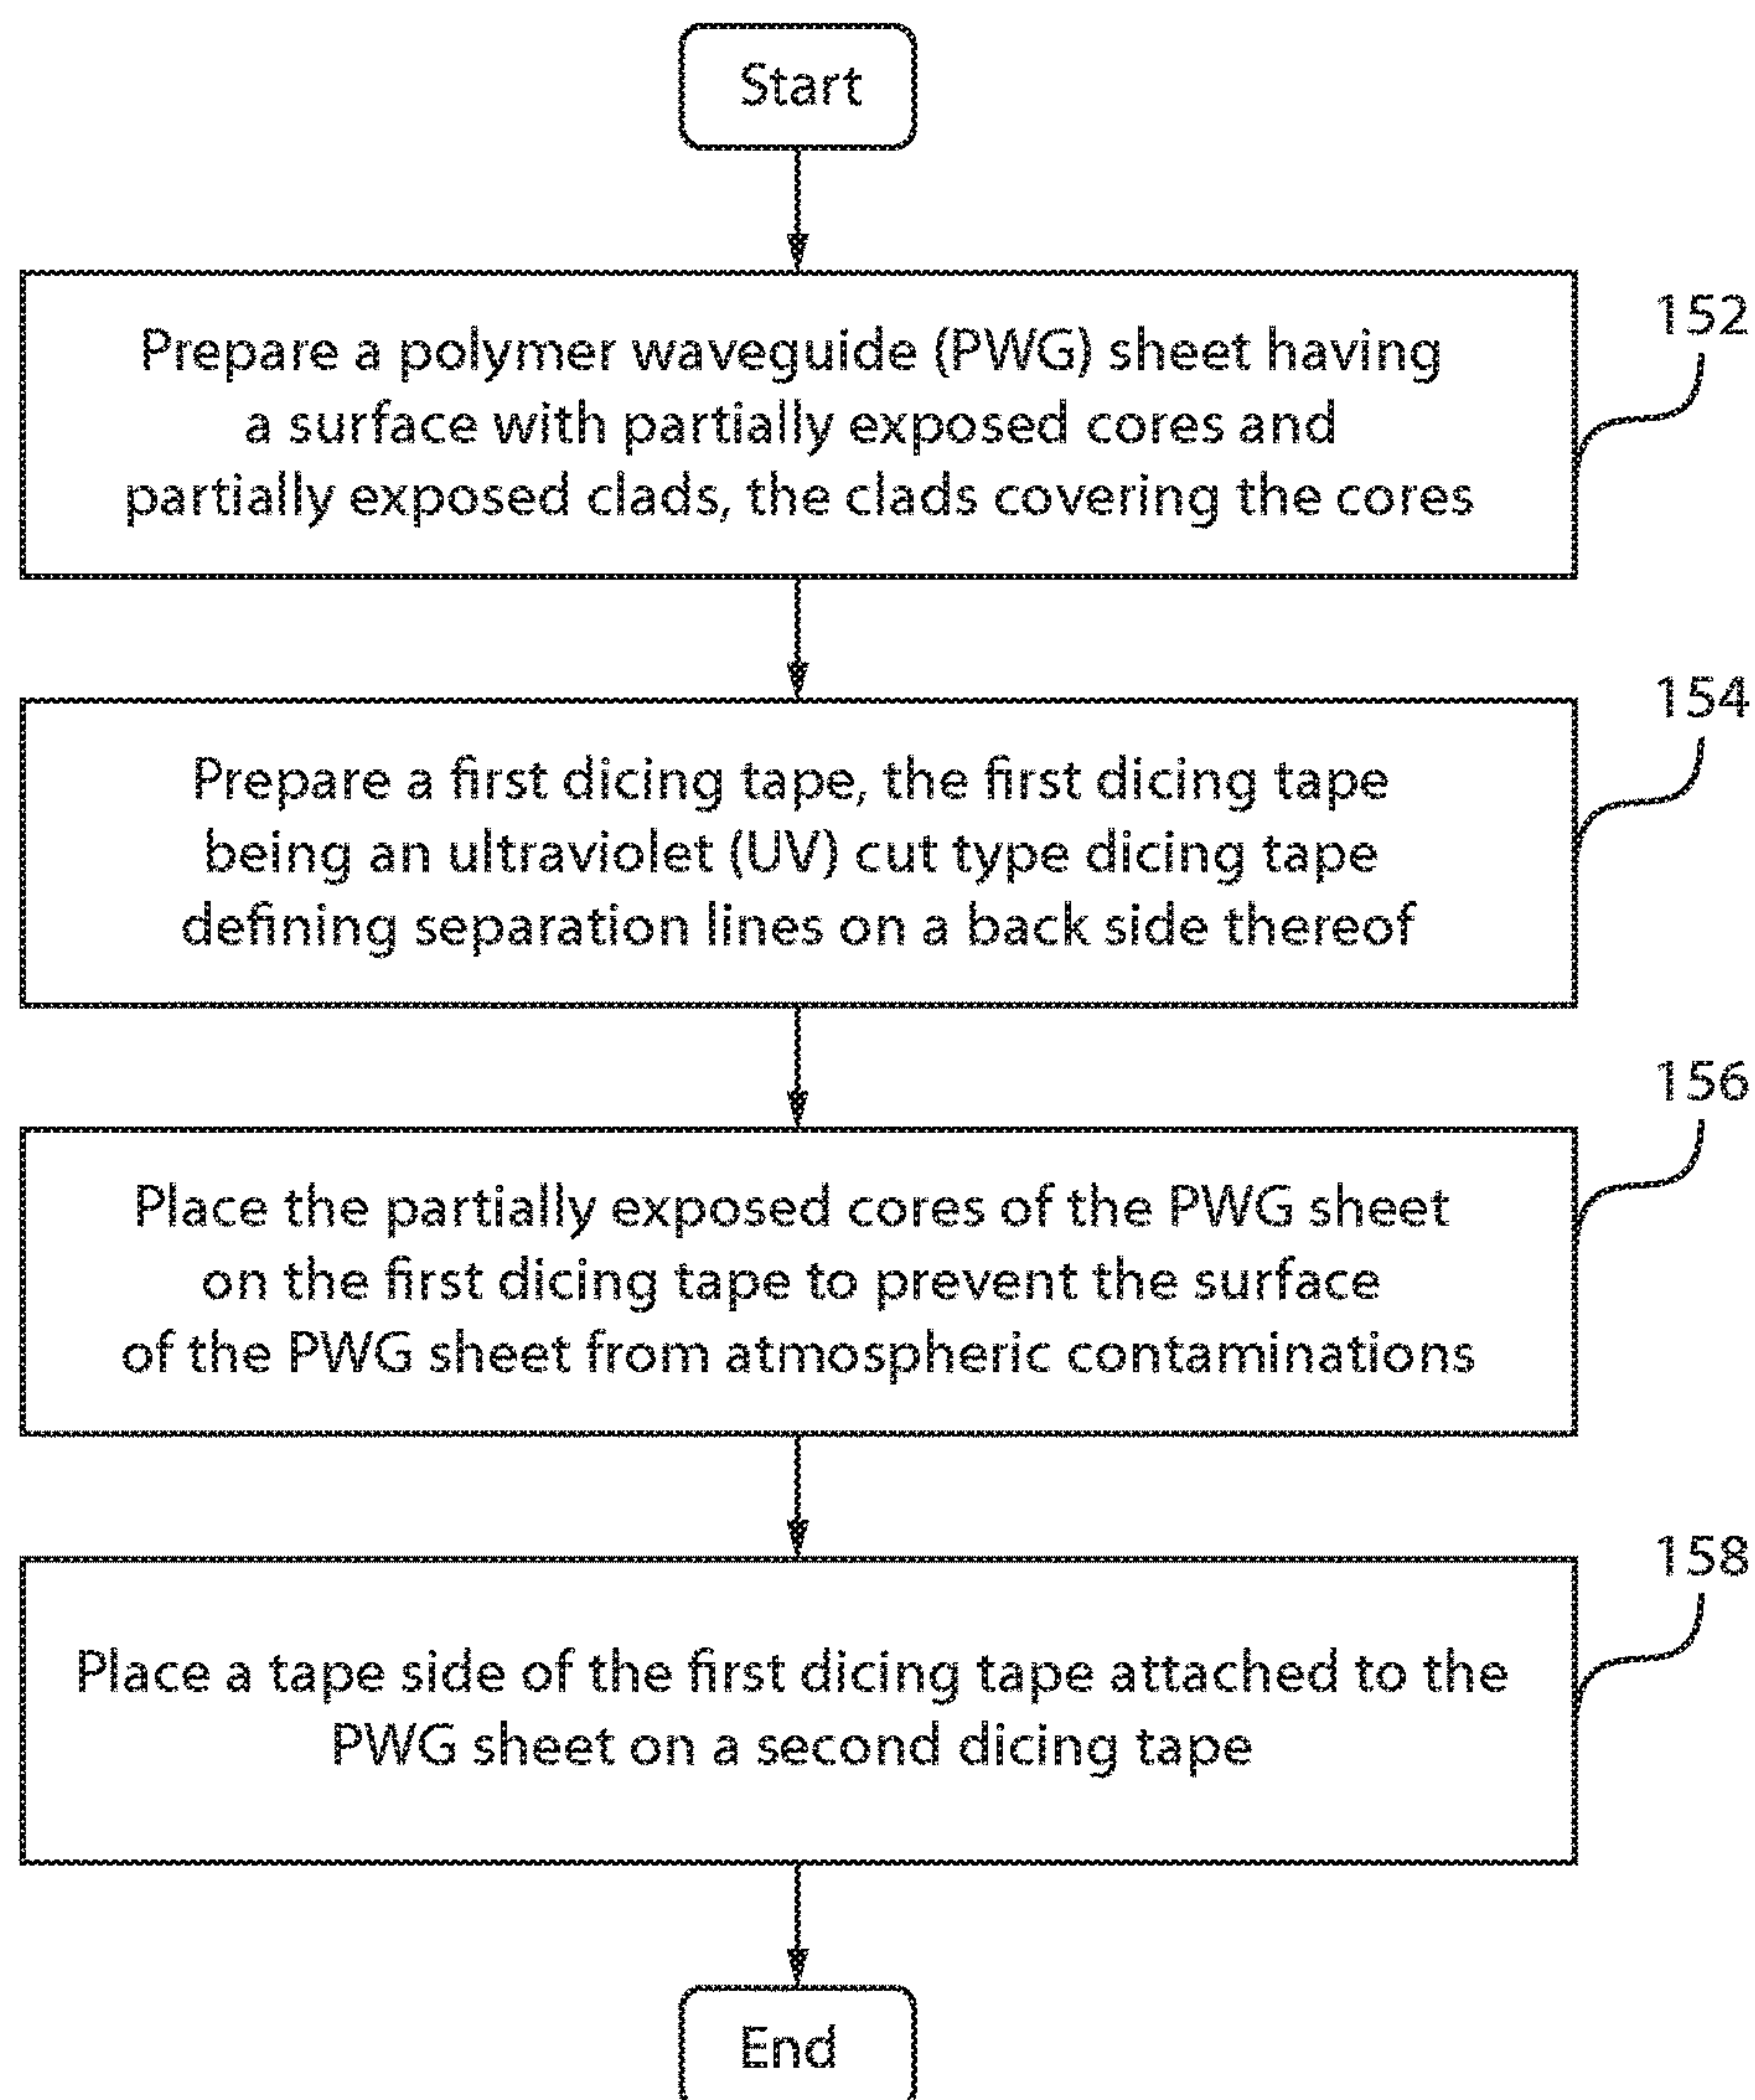 Start
152
Prepare a polymer waveguide (PWG) sheet having
a surface with partially exposed cores and
partially exposed clads, the clads covering the cores
154
Prepare a first dicing tape, the first dicing tape
being an ultraviolet (UV) cut type dicing tape
defining separation lines on a back side thereof
156
Place the partially exposed cores of the PWG sheet
on the first dicing tape to prevent the surface
of the PWG sheet from atmospheric contaminations
158
Place a tape side of the first dicing tape attached to the
PWG sheet on a second dicing tape
End